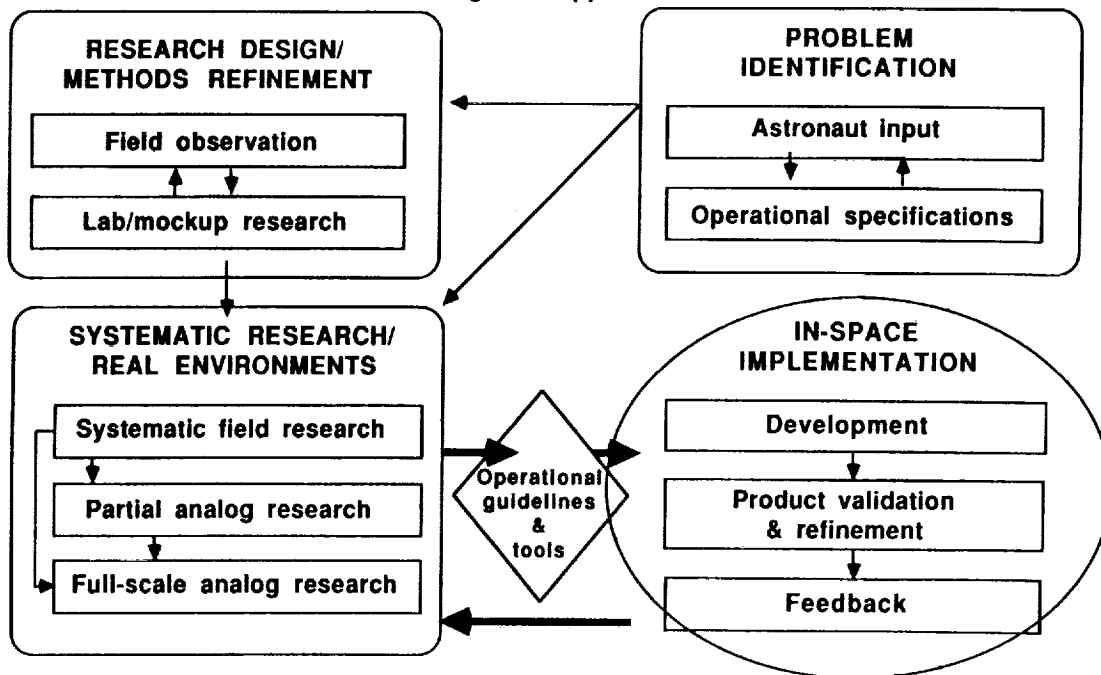 RESEARCH DESIGN/
METHODS REFINEMENT
Field observation
Lab/mockup research
PROBLEM
IDENTIFICATION
Astronaut input
Operational specifications
SYSTEMATIC RESEARCH/
REAL ENVIRONMENTS
Systematic field research
Partial analog research
Full-scale analog research
Operational
guidelines
&
tools
IN-SPACE
IMPLEMENTATION
Development
Product validation
& refinement
Feedback